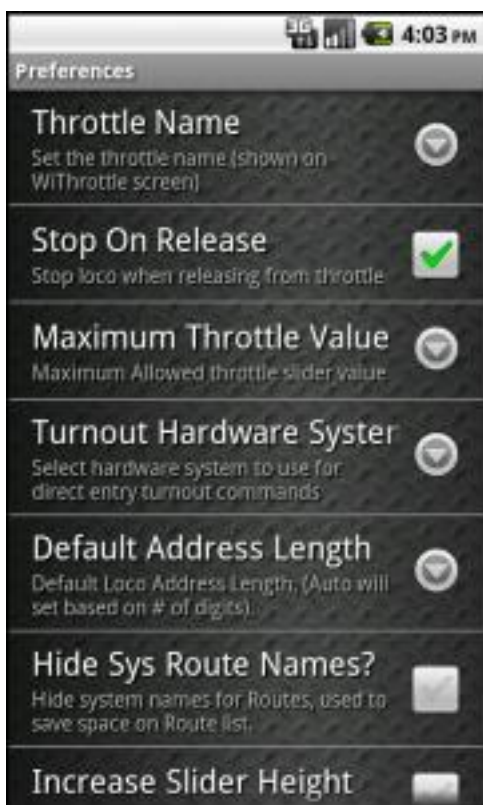 3G
4:03 PM
Preferences
Throttle Name
Set the throttle name (shown on
WiThrottle screen)
Stop On Release
Stop loco when releasing from throttle
Maximum Throttle Value
Maximum Allowed throttle slider value
Turnout Hardware Syster
Select hardware system to use for
direct entry turnout commands
Default Address Length
Default Loco Address Length, (Auto will
set based on # of digits).
Hide Sys Route Names?
Hide system names for Routes, used to
save space on Route list.
Increase Slider Height